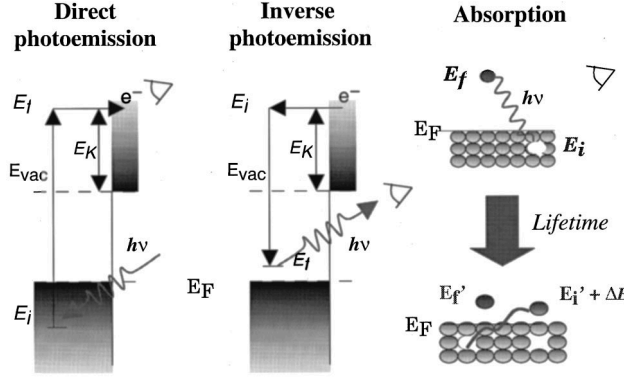 Direct
photoemission
Inverse
photoemission
Absorption
E_f
e⁻
E_K
E_vac
hν
E_i
E_F
E_i
e⁻
E_K
E_vac
hν
E_f
E_f
hν
E_F
E_i
Lifetime
E_f'
E_i' + ΔE
E_F